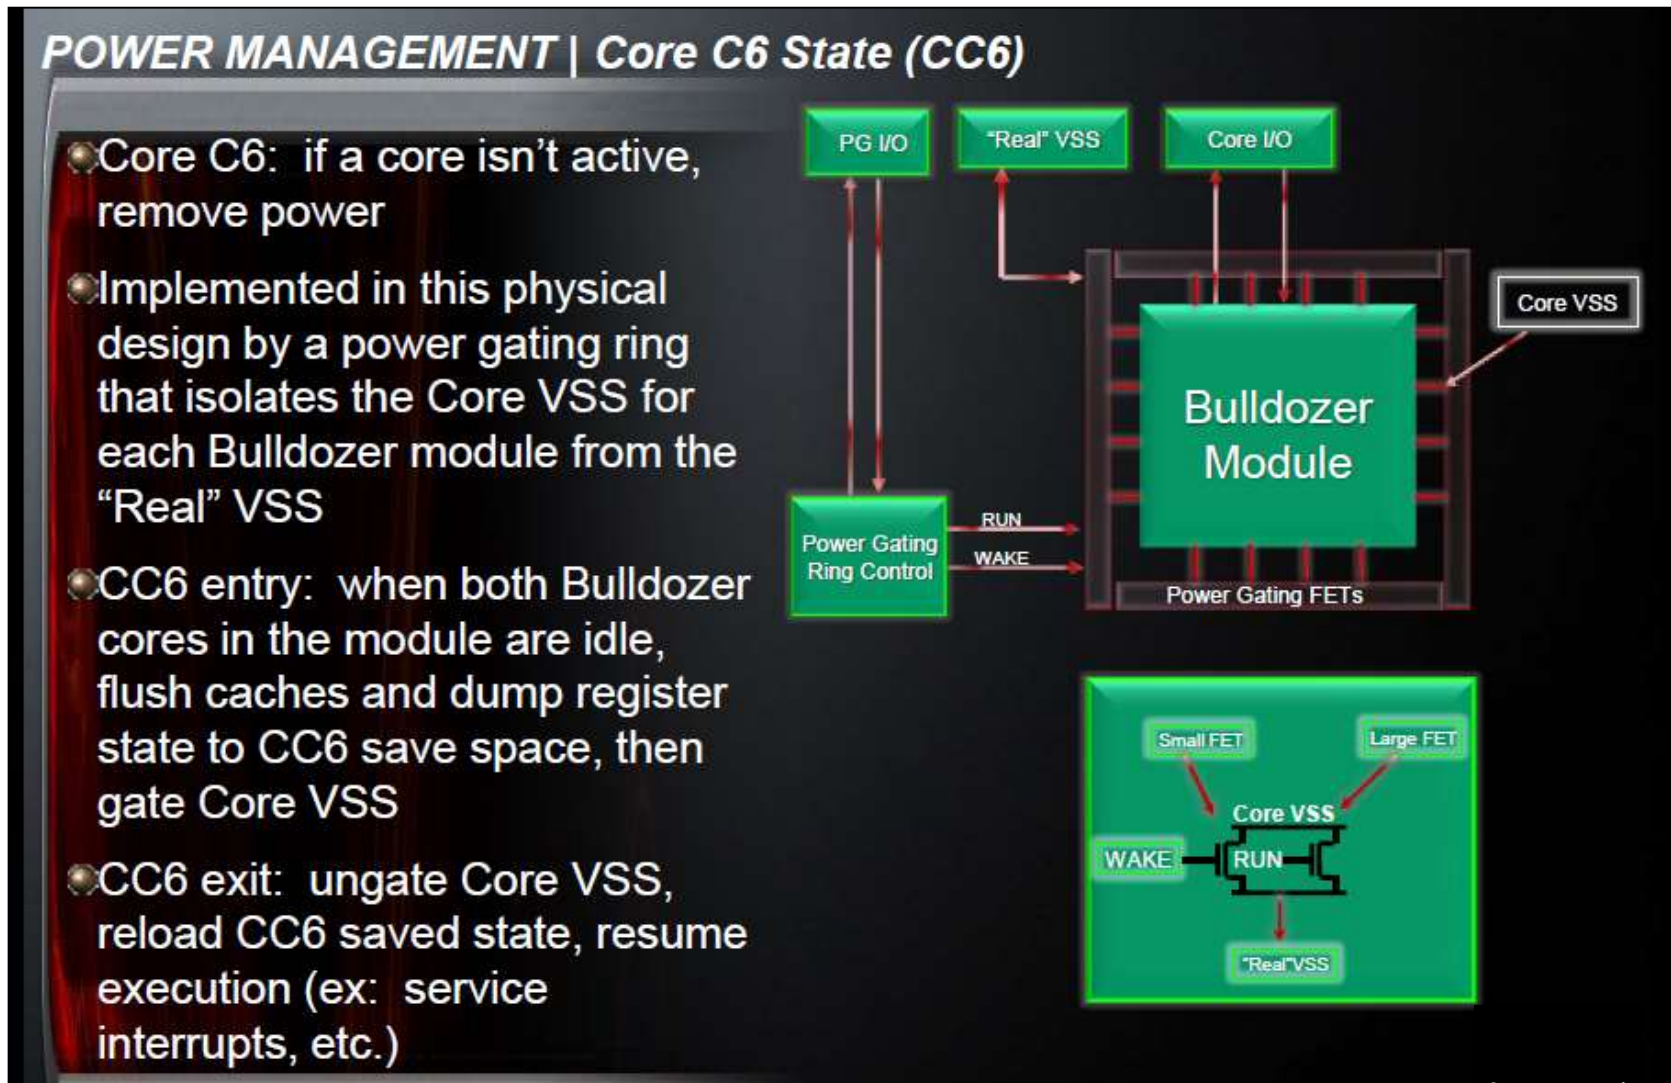 POWER MANAGEMENT | Core C6 State (CC6)
Core C6: if a core isn't active,
remove power
Implemented in this physical
design by a power gating ring
that isolates the Core VSS for
each Bulldozer module from the
“Real” VSS
CC6 entry: when both Bulldozer
cores in the module are idle,
flush caches and dump register
state to CC6 save space, then
gate Core VSS
CC6 exit: ungate Core VSS,
reload CC6 saved state, resume
execution (ex: service
interrupts, etc.)
PG I/O
“Real” VSS
Core I/O
Core VSS
Bulldozer
Module
Power Gating
Ring Control
RUN
WAKE
Power Gating FETs
Small FET
Large FET
Core VSS
WAKE
RUN
“Real”VSS